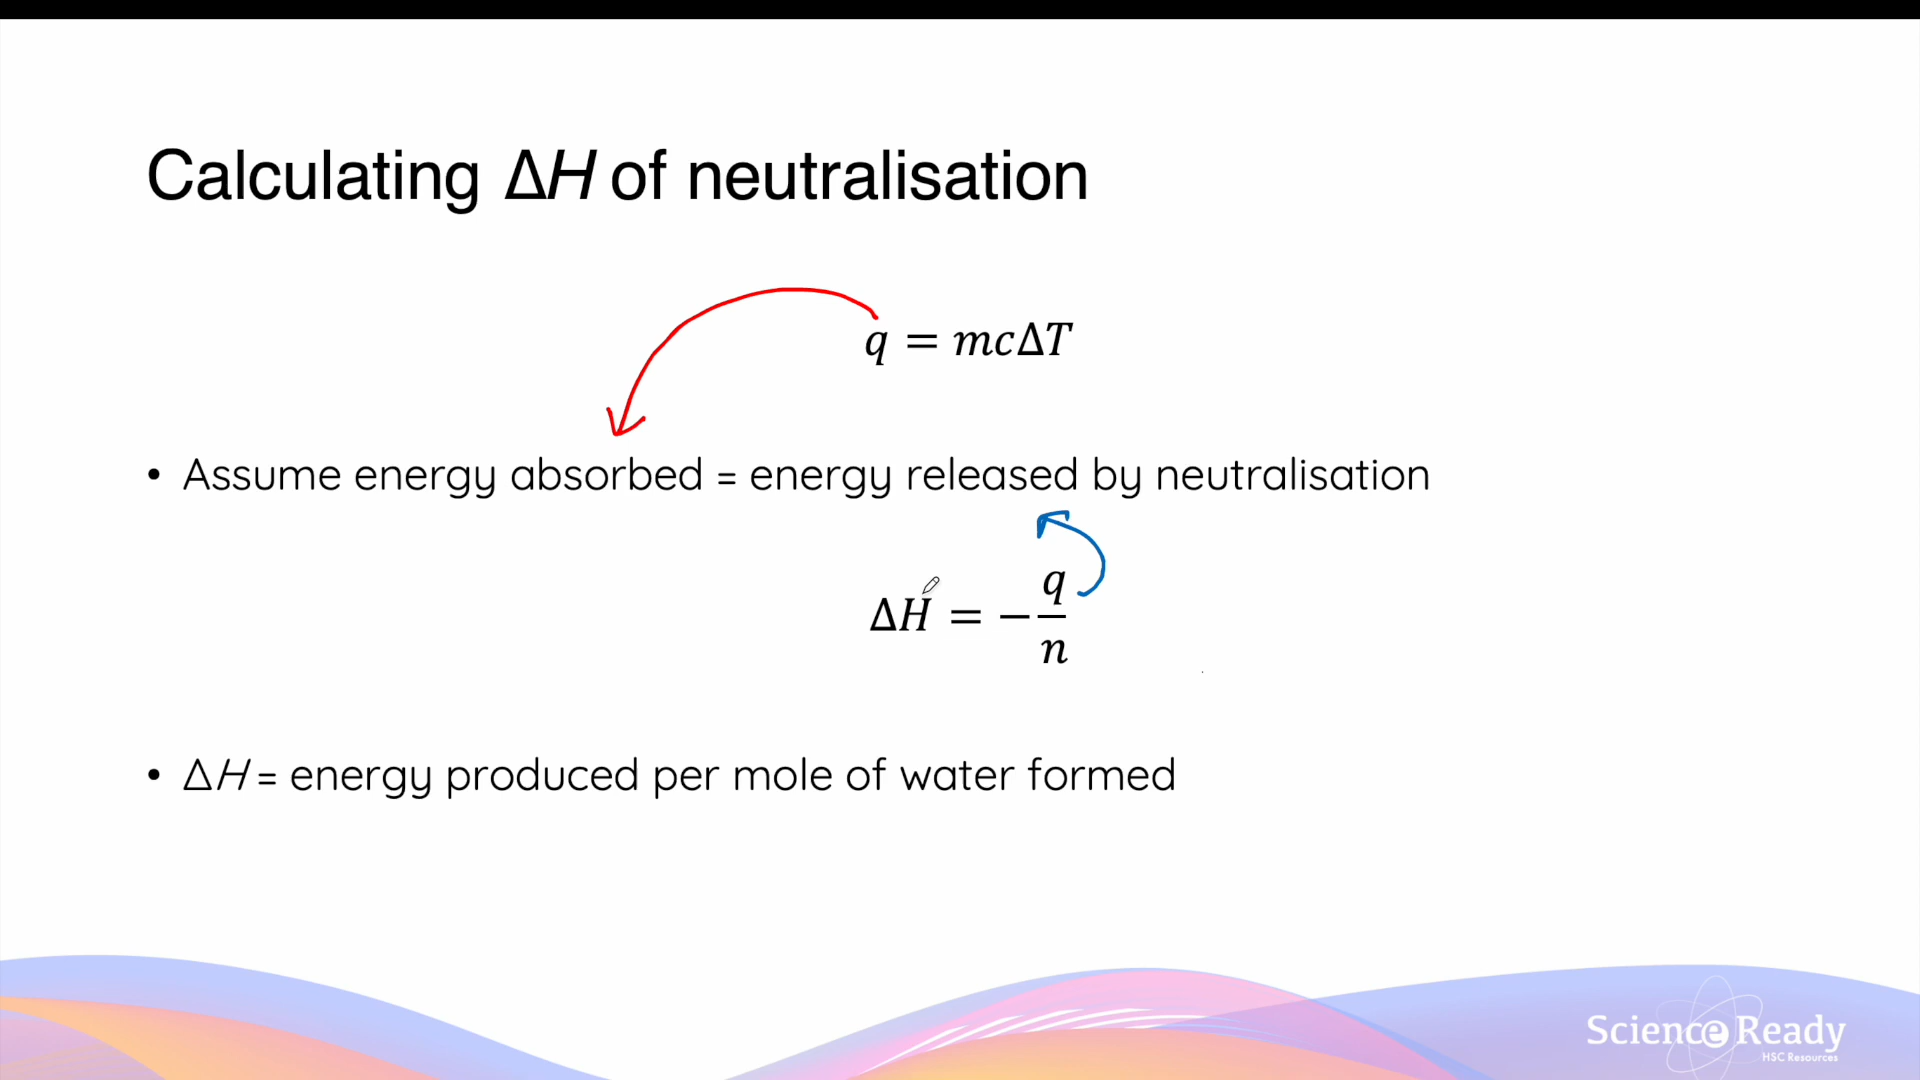 Calculating ΔH of neutralisation
q = mcΔT
• Assume energy absorbed = energy released by neutralisation
ΔH = −q/n
• ΔH = energy produced per mole of water formed
Science Ready
HSC Resources